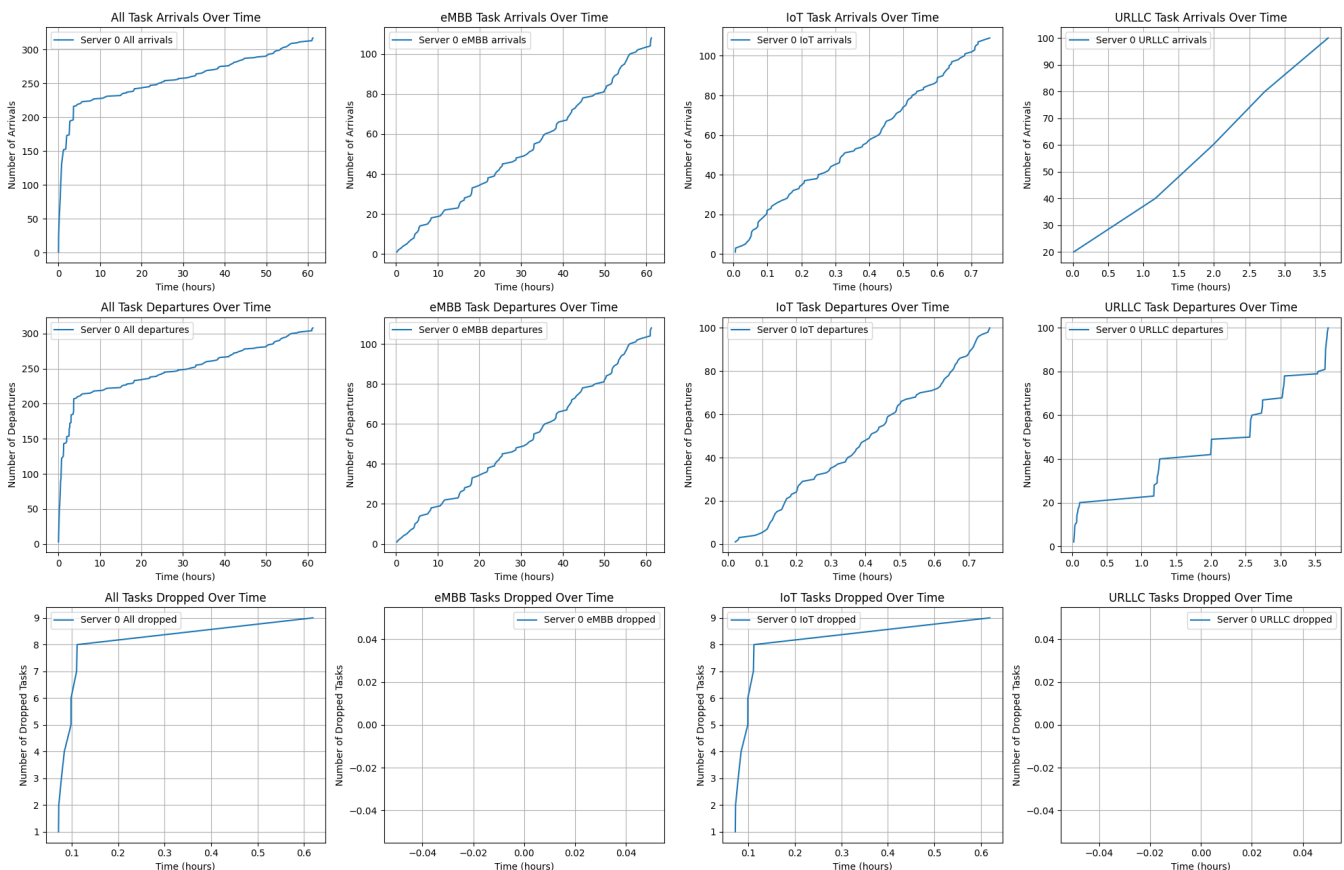 All Task Arrivals Over Time
Server 0 All arrivals
Number of Arrivals
300
250
200
150
100
50
0
0 10 20 30 40 50 60
Time (hours)
eMBB Task Arrivals Over Time
Server 0 eMBB arrivals
Number of Arrivals
100
80
60
40
20
0
0 10 20 30 40 50 60
Time (hours)
IoT Task Arrivals Over Time
Server 0 IoT arrivals
Number of Arrivals
100
80
60
40
20
0
0.0 0.1 0.2 0.3 0.4 0.5 0.6 0.7
Time (hours)
URLLC Task Arrivals Over Time
Server 0 URLLC arrivals
Number of Arrivals
100
90
80
70
60
50
40
30
20
0.0 0.5 1.0 1.5 2.0 2.5 3.0 3.5
Time (hours)
All Task Departures Over Time
Server 0 All departures
Number of Departures
300
250
200
150
100
50
0
0 10 20 30 40 50 60
Time (hours)
eMBB Task Departures Over Time
Server 0 eMBB departures
Number of Departures
100
80
60
40
20
0
0 10 20 30 40 50 60
Time (hours)
IoT Task Departures Over Time
Server 0 IoT departures
Number of Departures
100
80
60
40
20
0
0.0 0.1 0.2 0.3 0.4 0.5 0.6 0.7
Time (hours)
URLLC Task Departures Over Time
Server 0 URLLC departures
Number of Departures
100
80
60
40
20
0
0.0 0.5 1.0 1.5 2.0 2.5 3.0 3.5
Time (hours)
All Tasks Dropped Over Time
Server 0 All dropped
Number of Dropped Tasks
9
8
7
6
5
4
3
2
1
0.1 0.2 0.3 0.4 0.5 0.6
Time (hours)
eMBB Tasks Dropped Over Time
Server 0 eMBB dropped
Number of Dropped Tasks
0.04
0.02
0.00
−0.02
−0.04
−0.04 −0.02 0.00 0.02 0.04
Time (hours)
IoT Tasks Dropped Over Time
Server 0 IoT dropped
Number of Dropped Tasks
9
8
7
6
5
4
3
2
1
0.1 0.2 0.3 0.4 0.5 0.6
Time (hours)
URLLC Tasks Dropped Over Time
Server 0 URLLC dropped
Number of Dropped Tasks
0.04
0.02
0.00
−0.02
−0.04
−0.04 −0.02 0.00 0.02 0.04
Time (hours)